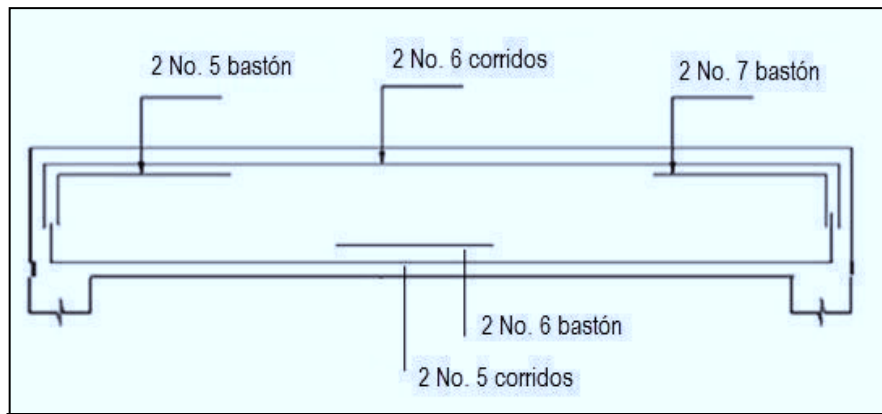 2 No. 5 bastón
2 No. 6 corridos
2 No. 7 bastón
2 No. 6 bastón
2 No. 5 corridos